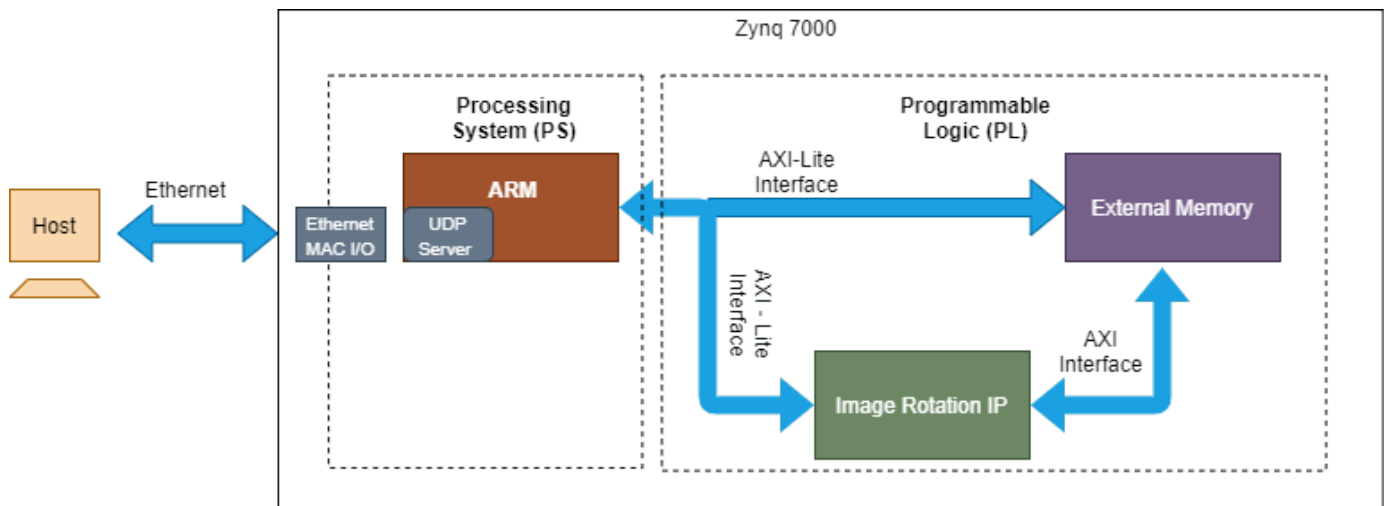 Zynq 7000
Processing
System (PS)
Programmable
Logic (PL)
Ethernet
Host
Ethernet
MAC I/O
ARM
UDP
Server
AXI-Lite
Interface
External Memory
AXI - Lite
Interface
Image Rotation IP
AXI
Interface